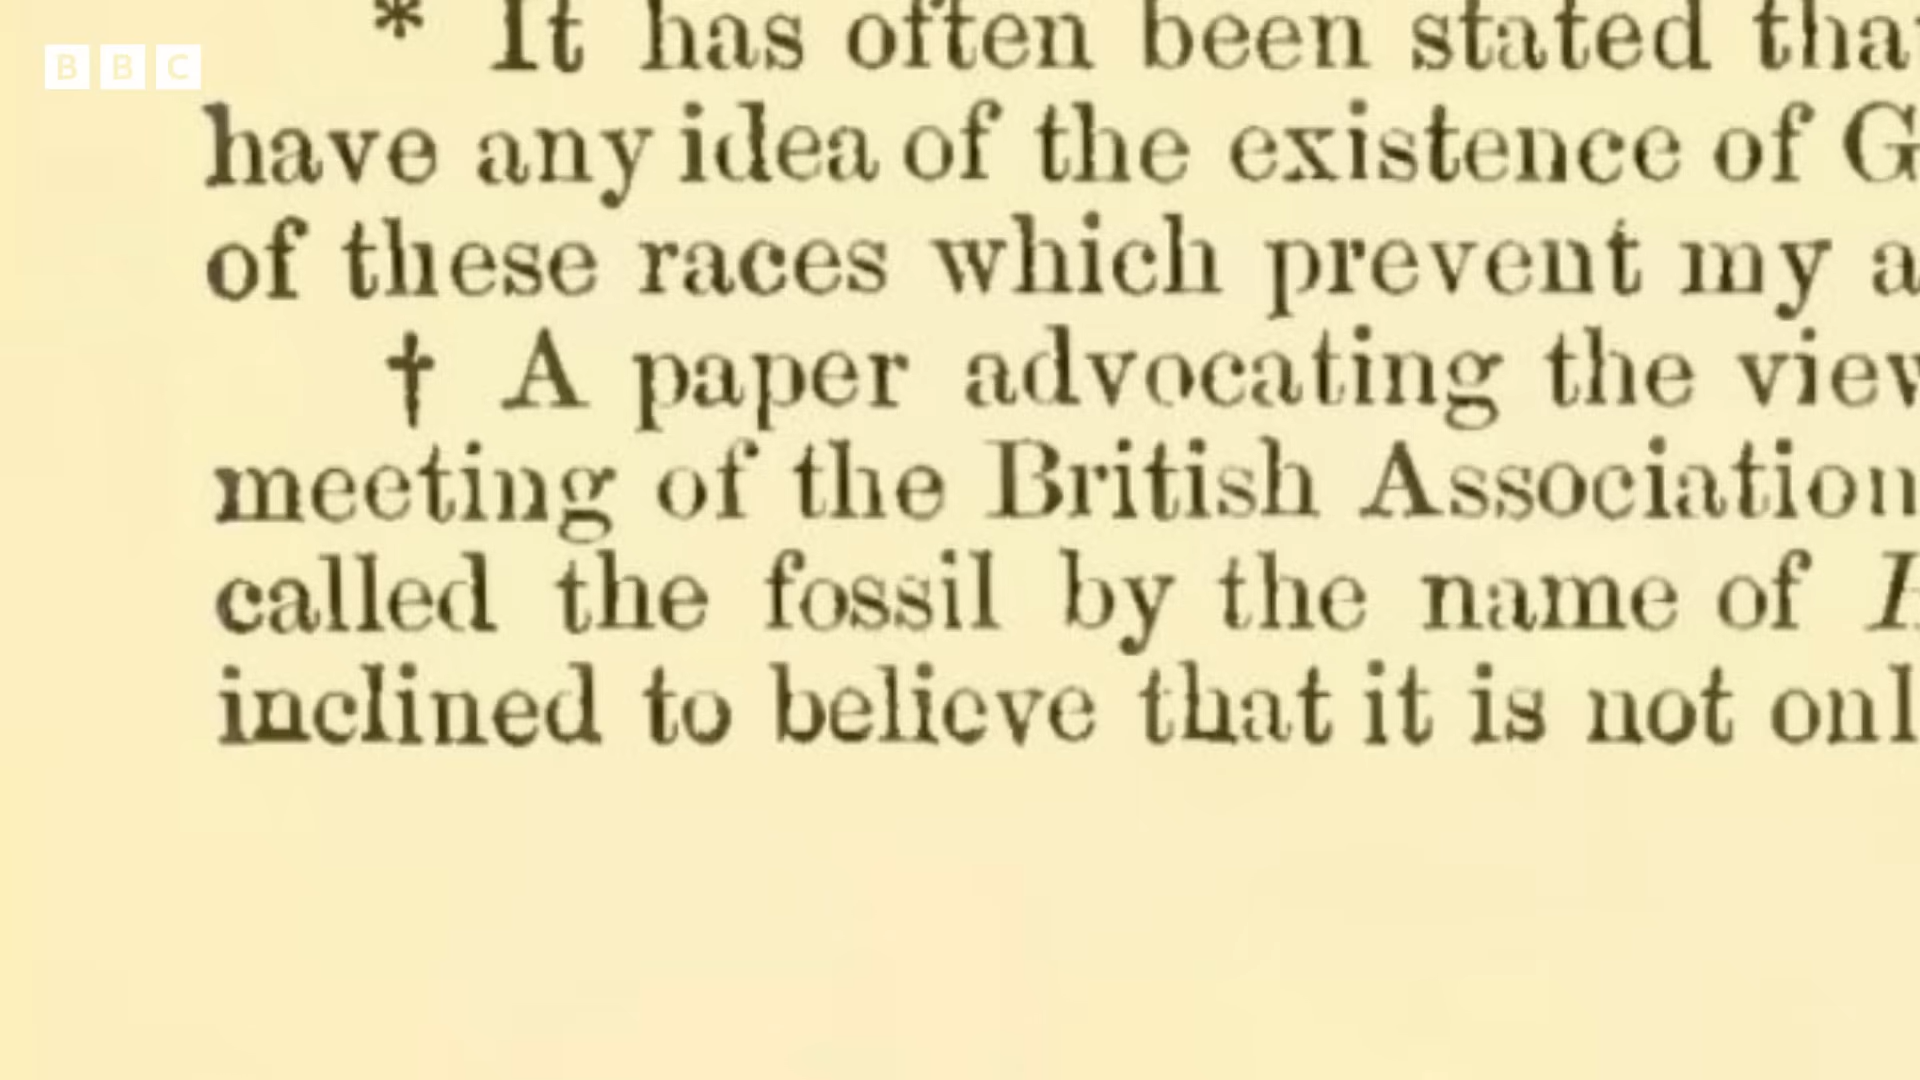 BBC
* It has often been stated tha
have any idea of the existence of G
of these races which prevent my a
† A paper advocating the view
meeting of the British Association
called the fossil by the name of H
inclined to believe that it is not onl